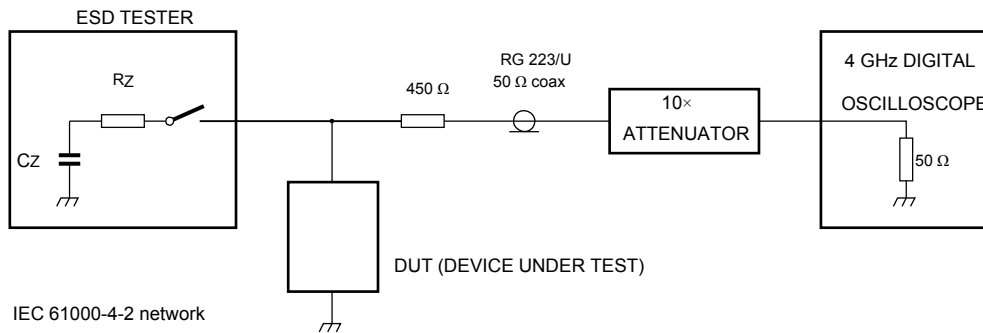 ESD TESTER
RZ
CZ
450 Ω
RG 223/U
50 Ω coax
10×
ATTENUATOR
4 GHz DIGITAL
OSCILLOSCOPE
50 Ω
DUT (DEVICE UNDER TEST)
IEC 61000-4-2 network